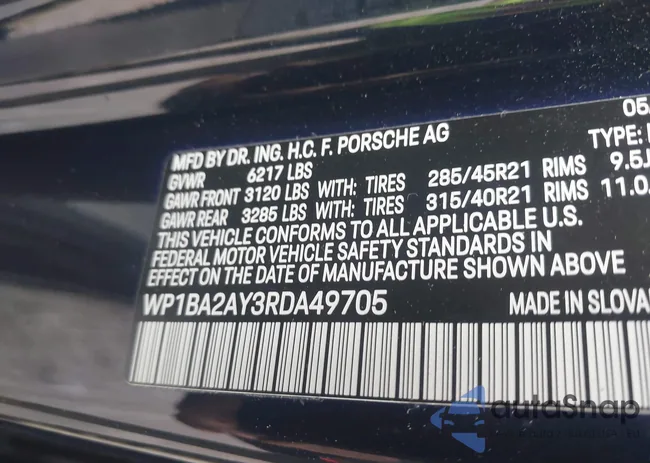 05
MFD BY DR. ING. H.C. F. PORSCHE AG
TYPE:
GVWR 6217 LBS
GAWR FRONT 3120 LBS WITH: TIRES 285/45R21 RIMS 9.5J
GAWR REAR 3285 LBS WITH: TIRES 315/40R21 RIMS 11.0
THIS VEHICLE CONFORMS TO ALL APPLICABLE U.S.
FEDERAL MOTOR VEHICLE SAFETY STANDARDS IN
EFFECT ON THE DATE OF MANUFACTURE SHOWN ABOVE
WP1BA2AY3RDA49705 MADE IN SLOVA
autoSnap